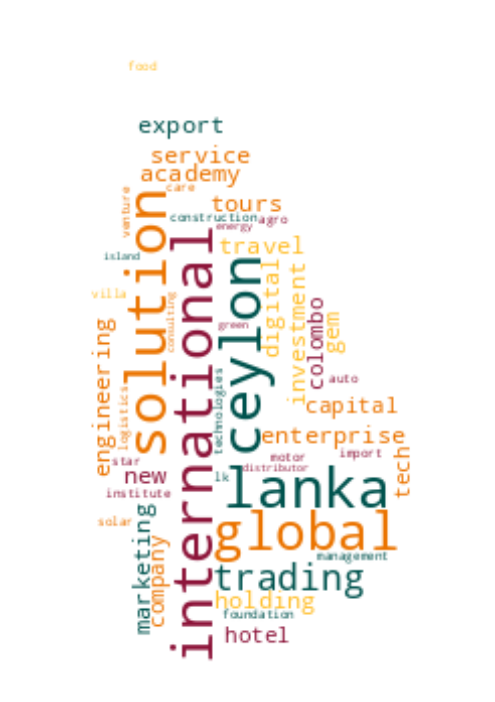 food
export
service
academy
care
venture
solution
tours
construction
agro
energy
international
travel
island
ceylon
digital
investment
villa
consulting
colombo
gem
green
engineering
technologies
auto
logistics
capital
enterprise
tech
motor
import
star
distributor
new
lk
lanka
institute
marketing
solar
global
company
management
trading
holding
foundation
hotel